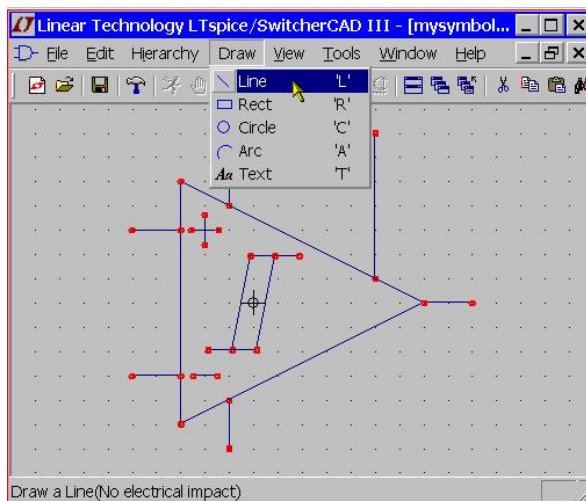 Linear Technology LTspice/SwitcherCAD III - [mysymbol...
File Edit Hierarchy Draw View Tools Window Help
Line 'L'
Rect 'R'
Circle 'C'
Arc 'A'
Aa Text 'T'
Draw a Line(No electrical impact)